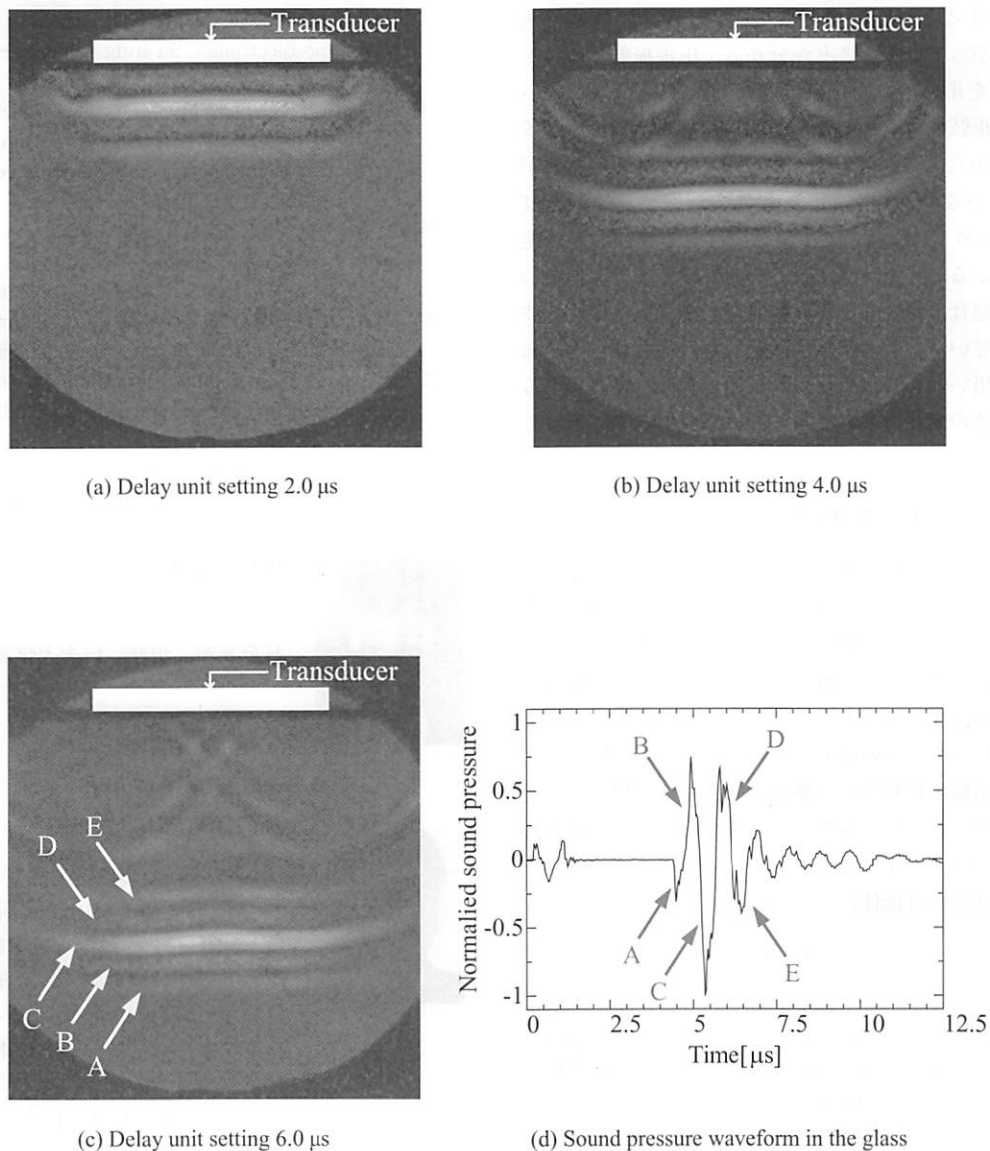 Transducer
Transducer
(a) Delay unit setting 2.0 μs
(b) Delay unit setting 4.0 μs
Transducer
E
D
C
B
A
(c) Delay unit setting 6.0 μs
Normalied sound pressure
1
0.5
0
-0.5
-1
B
D
A
C
E
0
2.5
5
7.5
10
12.5
Time[μs]
(d) Sound pressure waveform in the glass